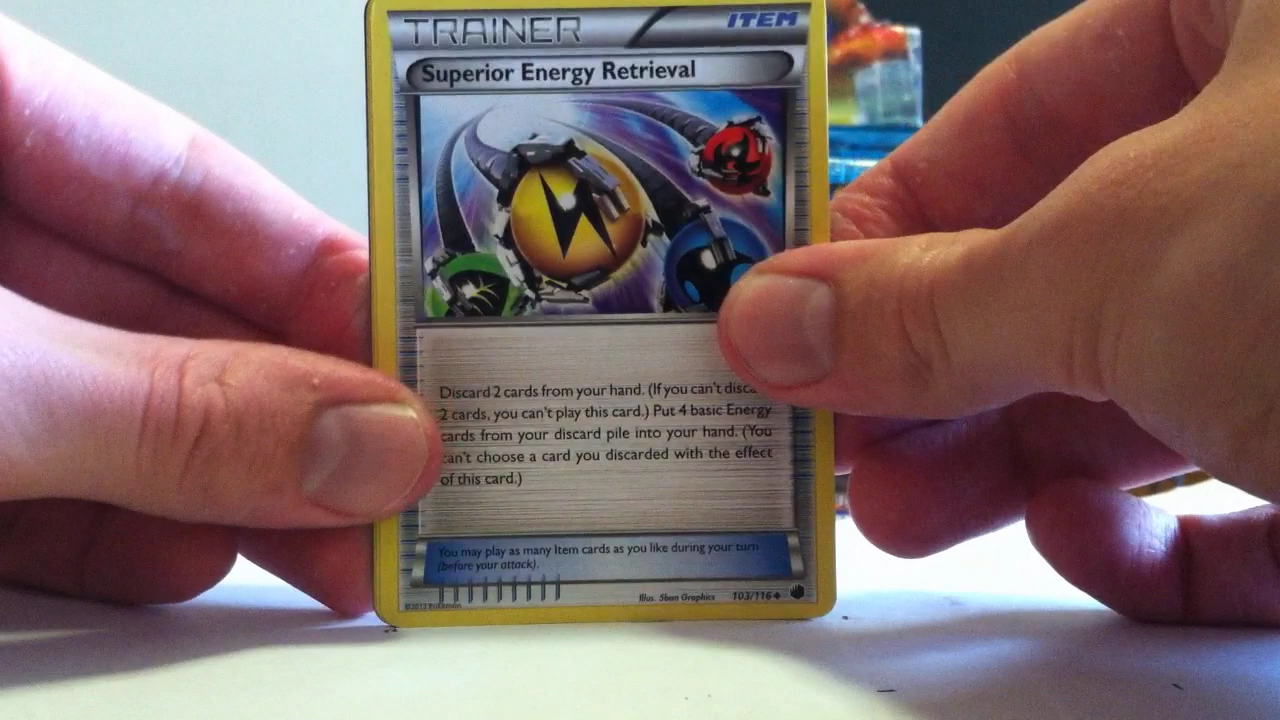 TRAINER ITEM
Superior Energy Retrieval
Discard 2 cards from your hand. (If you can't disca
2 cards, you can't play this card.) Put 4 basic Energy
cards from your discard pile into your hand. (You
can't choose a card you discarded with the effect
of this card.)
You may play as many Item cards as you like during your turn
(before your attack).
©2013 Pokémon Illus. 5ban Graphics 103/116